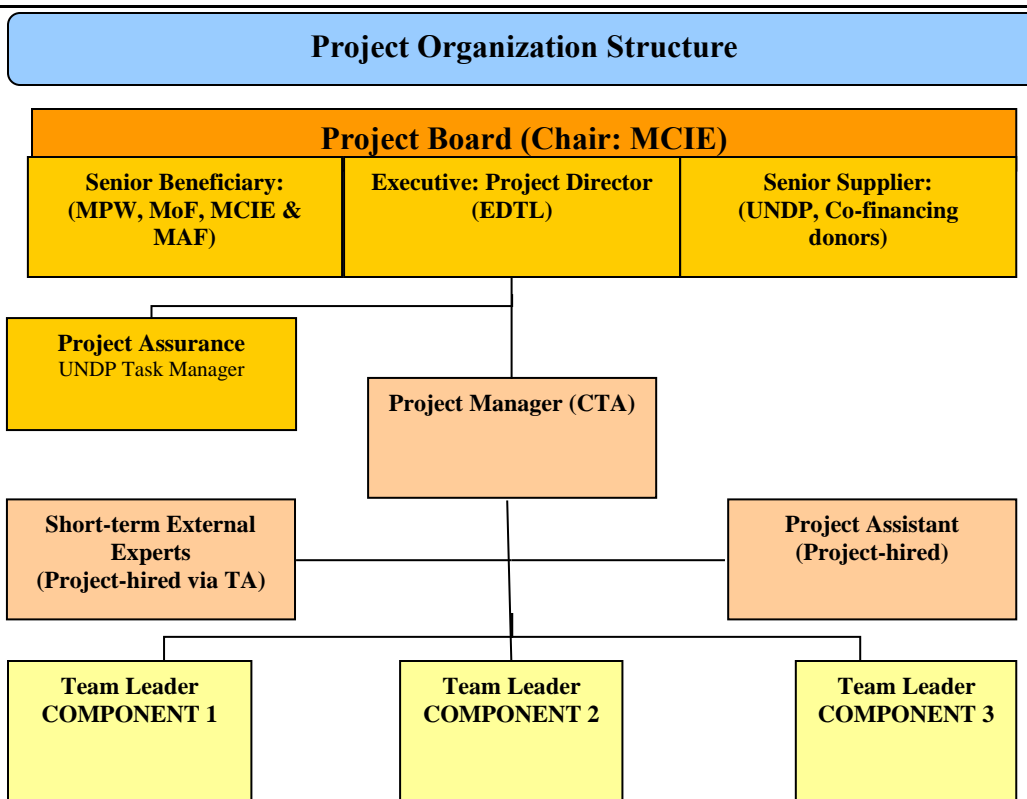 Project Organization Structure
Project Board (Chair: MCIE)
Senior Beneficiary:
(MPW, MoF, MCIE &
MAF)
Executive: Project Director
(EDTL)
Senior Supplier:
(UNDP, Co-financing
donors)
Project Assurance
UNDP Task Manager
Project Manager (CTA)
Short-term External
Experts
(Project-hired via TA)
Project Assistant
(Project-hired)
Team Leader
COMPONENT 1
Team Leader
COMPONENT 2
Team Leader
COMPONENT 3